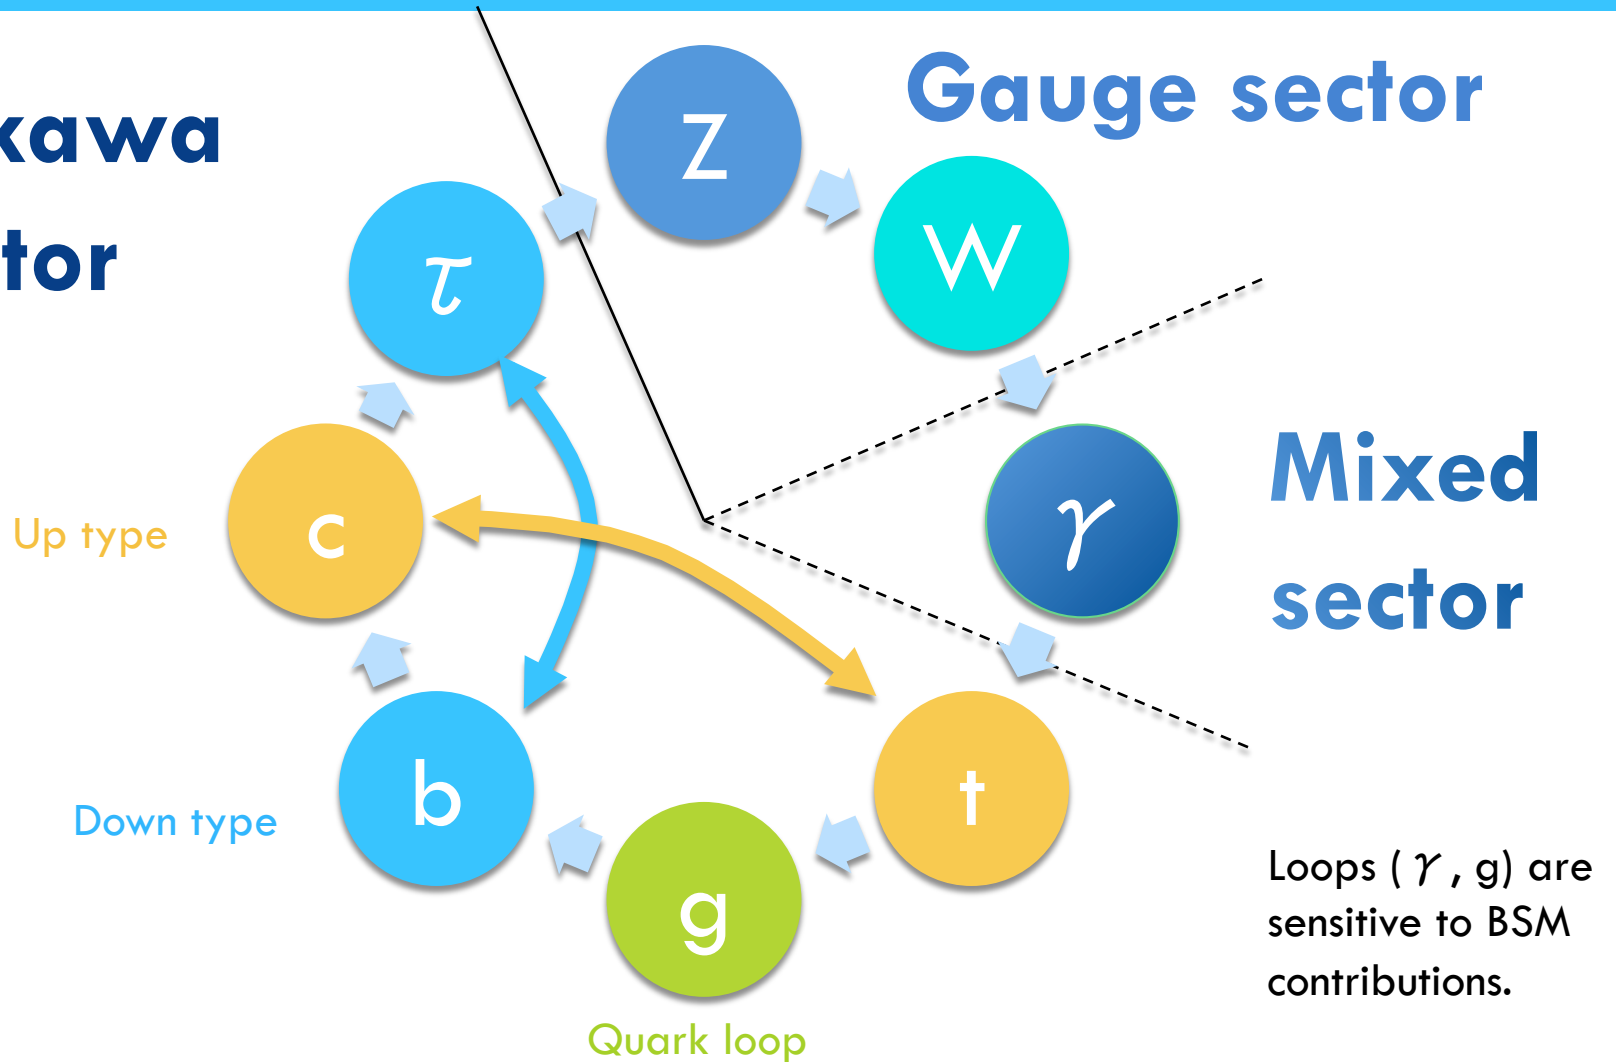 Gauge sector
kawa
tor
Z
W
τ
γ
Mixed
sector
c
Up type
t
b
Down type
g
Quark loop
Loops ( γ , g) are
sensitive to BSM
contributions.